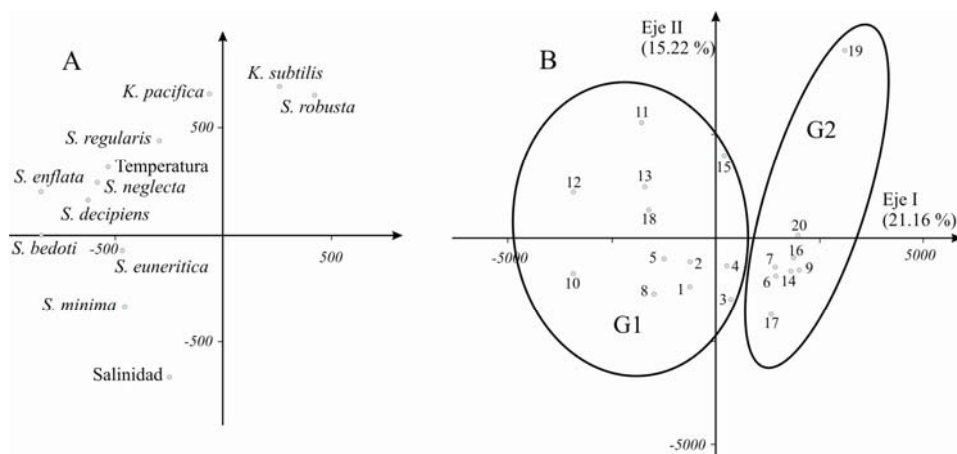 A
K. subtilis
K. pacifica
S. robusta
500
S. regularis
Temperatura
S. enflata
S. neglecta
S. decipiens
S. bedoti
-500
500
S. euneritica
S. minima
-500
Salinidad
Eje II
(15.22 %)
B
19
11
G2
15
12
13
18
Eje I
(21.16 %)
20
-5000
5000
5
2
4
7
16
10
6
14
9
8
1
3
17
G1
-5000